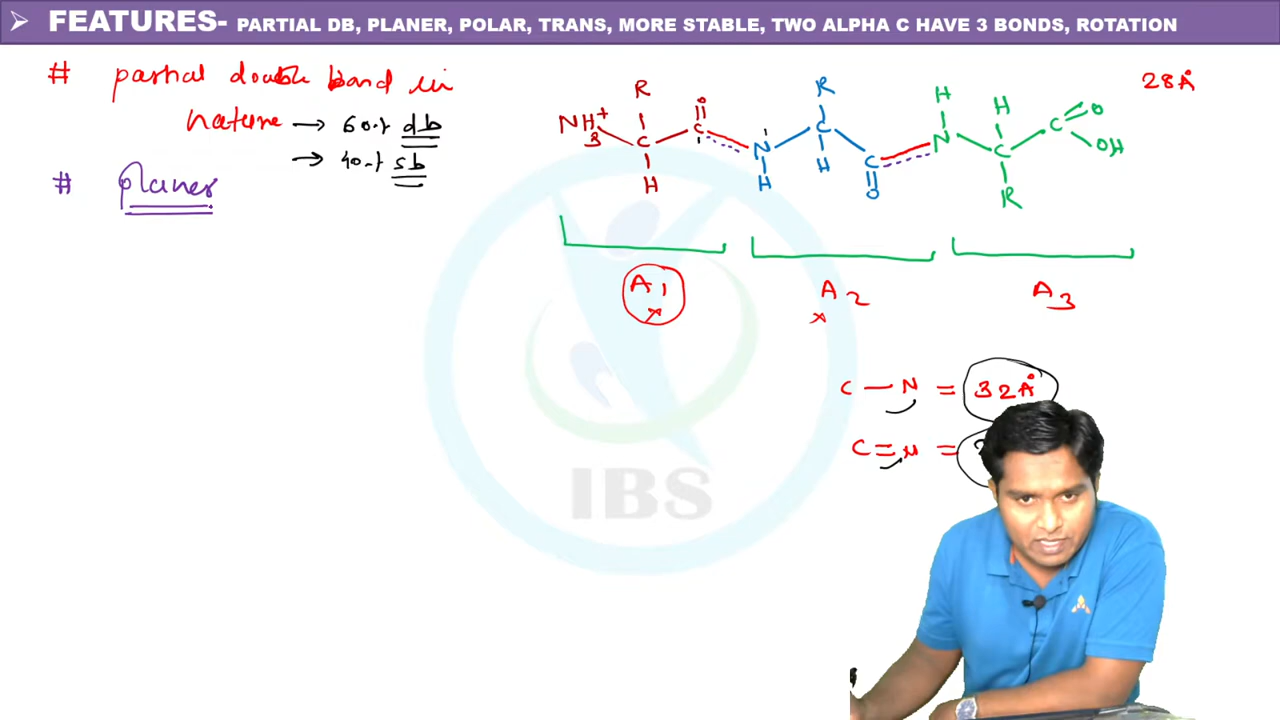 FEATURES- PARTIAL DB, PLANER, POLAR, TRANS, MORE STABLE, TWO ALPHA C HAVE 3 BONDS, ROTATION
# partial double bond in
nature → 60% db
→ 40% sb
# planer
28Å
R
R
H
H
O
O
NH3+
C
C
N
C
C
N
C
C
OH
H
H
H
O
R
A1
x
A2
x
A3
C — N = 32Å
C = N =
IBS